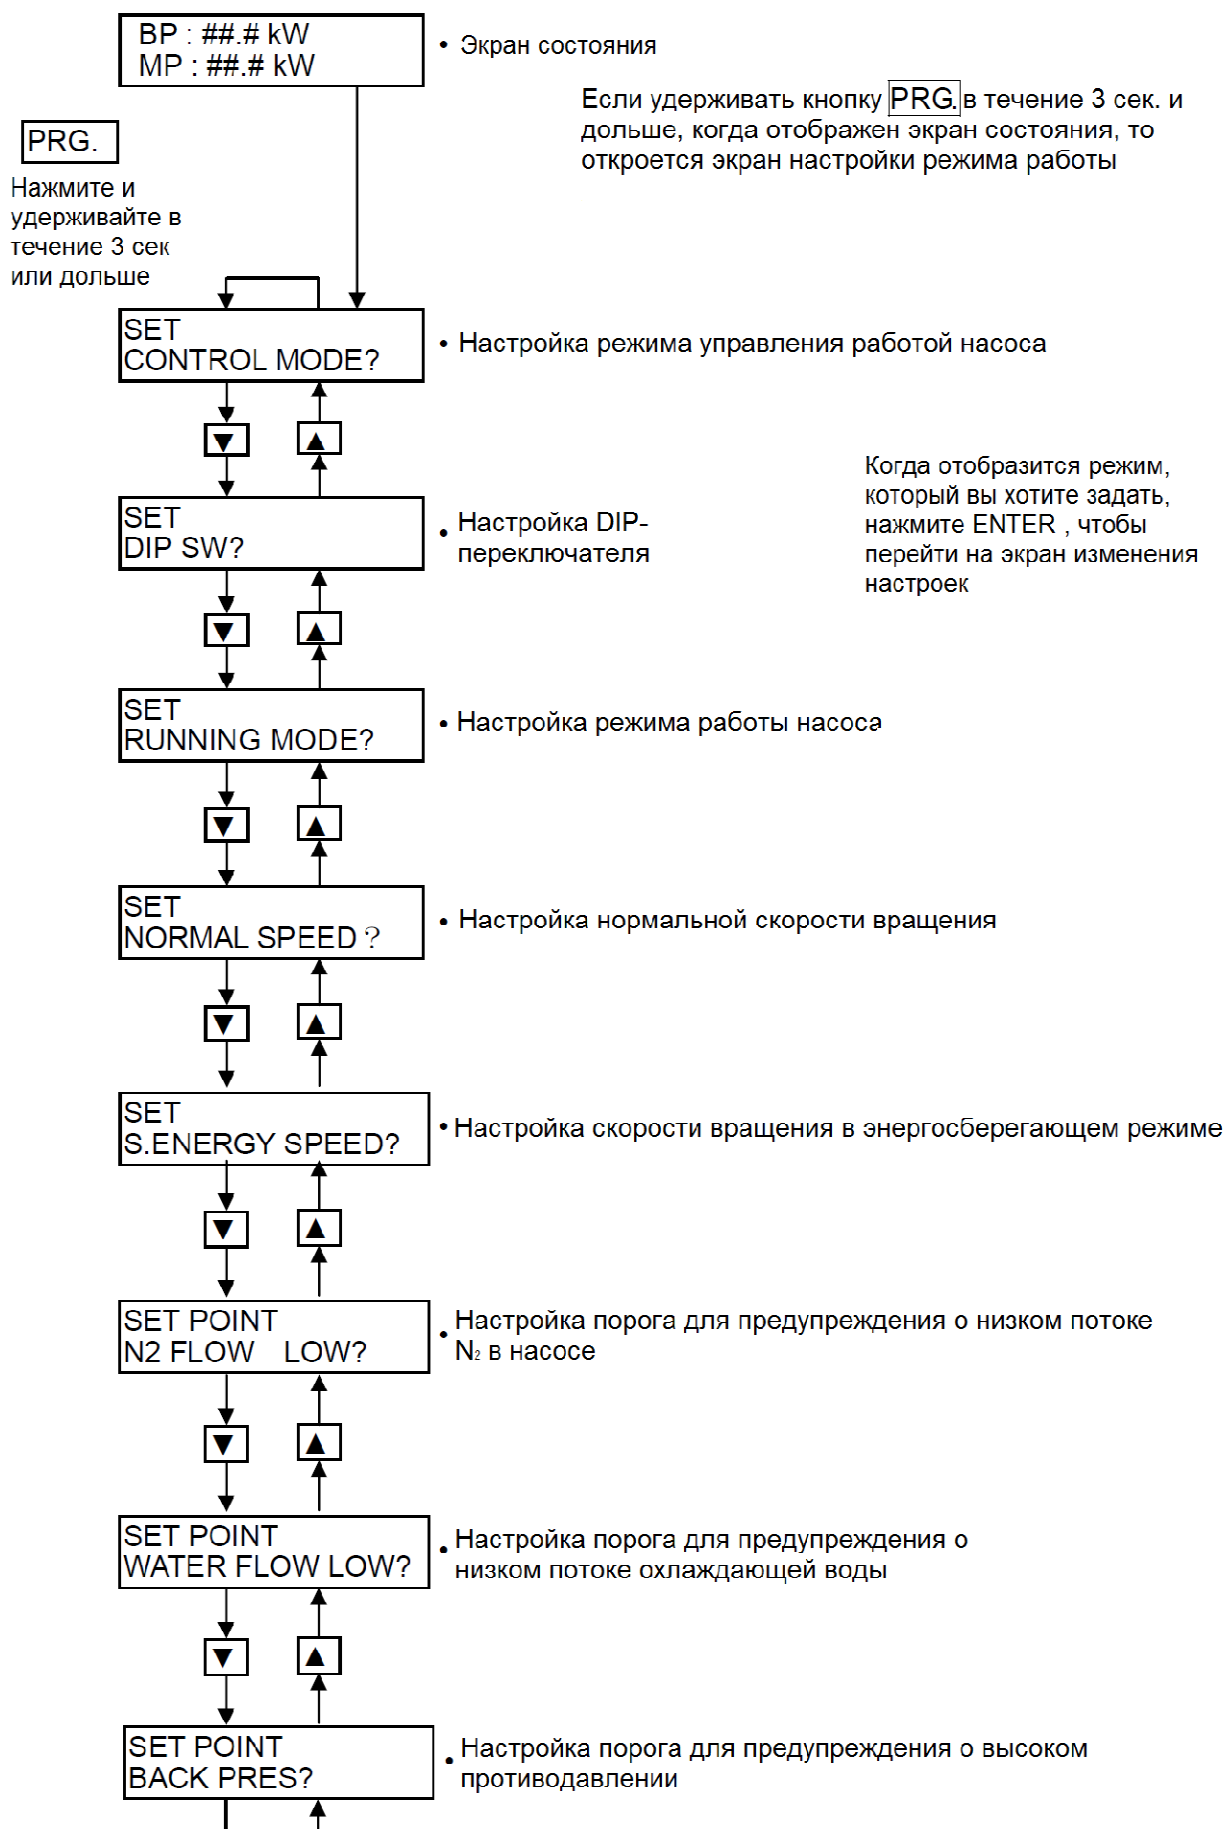 BP : ##.# kW
MP : ##.# kW
• Экран состояния
Если удерживать кнопку PRG. в течение 3 сек. и
дольше, когда отображен экран состояния, то
откроется экран настройки режима работы
PRG.
Нажмите и
удерживайте в
течение 3 сек
или дольше
SET
CONTROL MODE?
• Настройка режима управления работой насоса
▼ ▲
Когда отобразится режим,
который вы хотите задать,
нажмите ENTER , чтобы
перейти на экран изменения
настроек
SET
DIP SW?
• Настройка DIP-
переключателя
▼ ▲
SET
RUNNING MODE?
• Настройка режима работы насоса
▼ ▲
SET
NORMAL SPEED ?
• Настройка нормальной скорости вращения
▼ ▲
SET
S.ENERGY SPEED?
• Настройка скорости вращения в энергосберегающем режиме
▼ ▲
SET POINT
N2 FLOW LOW?
• Настройка порога для предупреждения о низком потоке
N₂ в насосе
▼ ▲
SET POINT
WATER FLOW LOW?
• Настройка порога для предупреждения о
низком потоке охлаждающей воды
▼ ▲
SET POINT
BACK PRES?
• Настройка порога для предупреждения о высоком
противодавлении